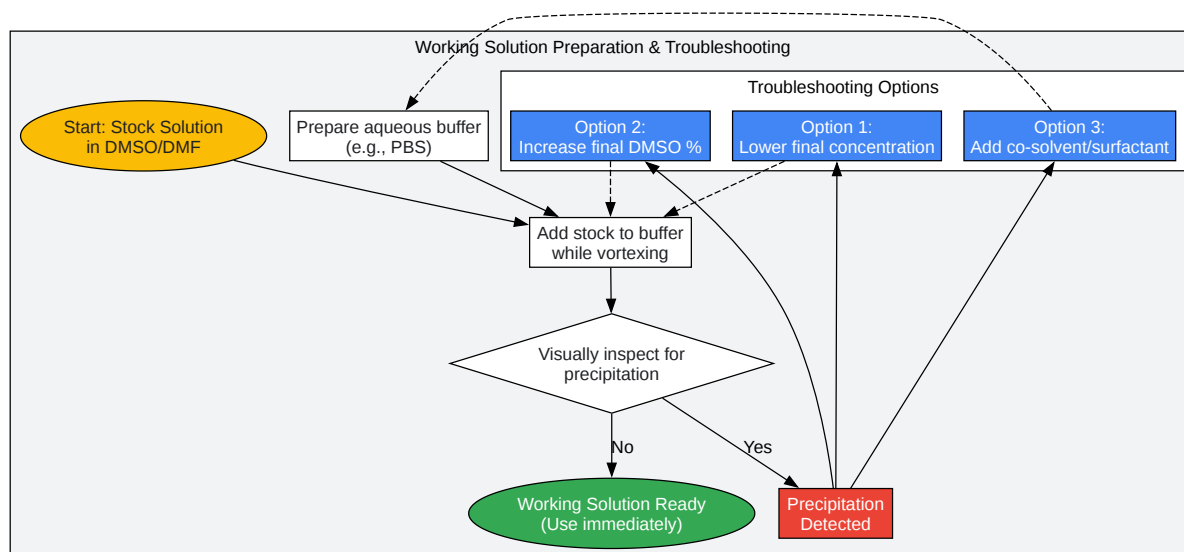 Working Solution Preparation & Troubleshooting
Troubleshooting Options
Start: Stock Solution
in DMSO/DMF
Prepare aqueous buffer
(e.g., PBS)
Option 2:
Increase final DMSO %
Option 1:
Lower final concentration
Option 3:
Add co-solvent/surfactant
Add stock to buffer
while vortexing
Visually inspect for
precipitation
No
Yes
Working Solution Ready
(Use immediately)
Precipitation
Detected